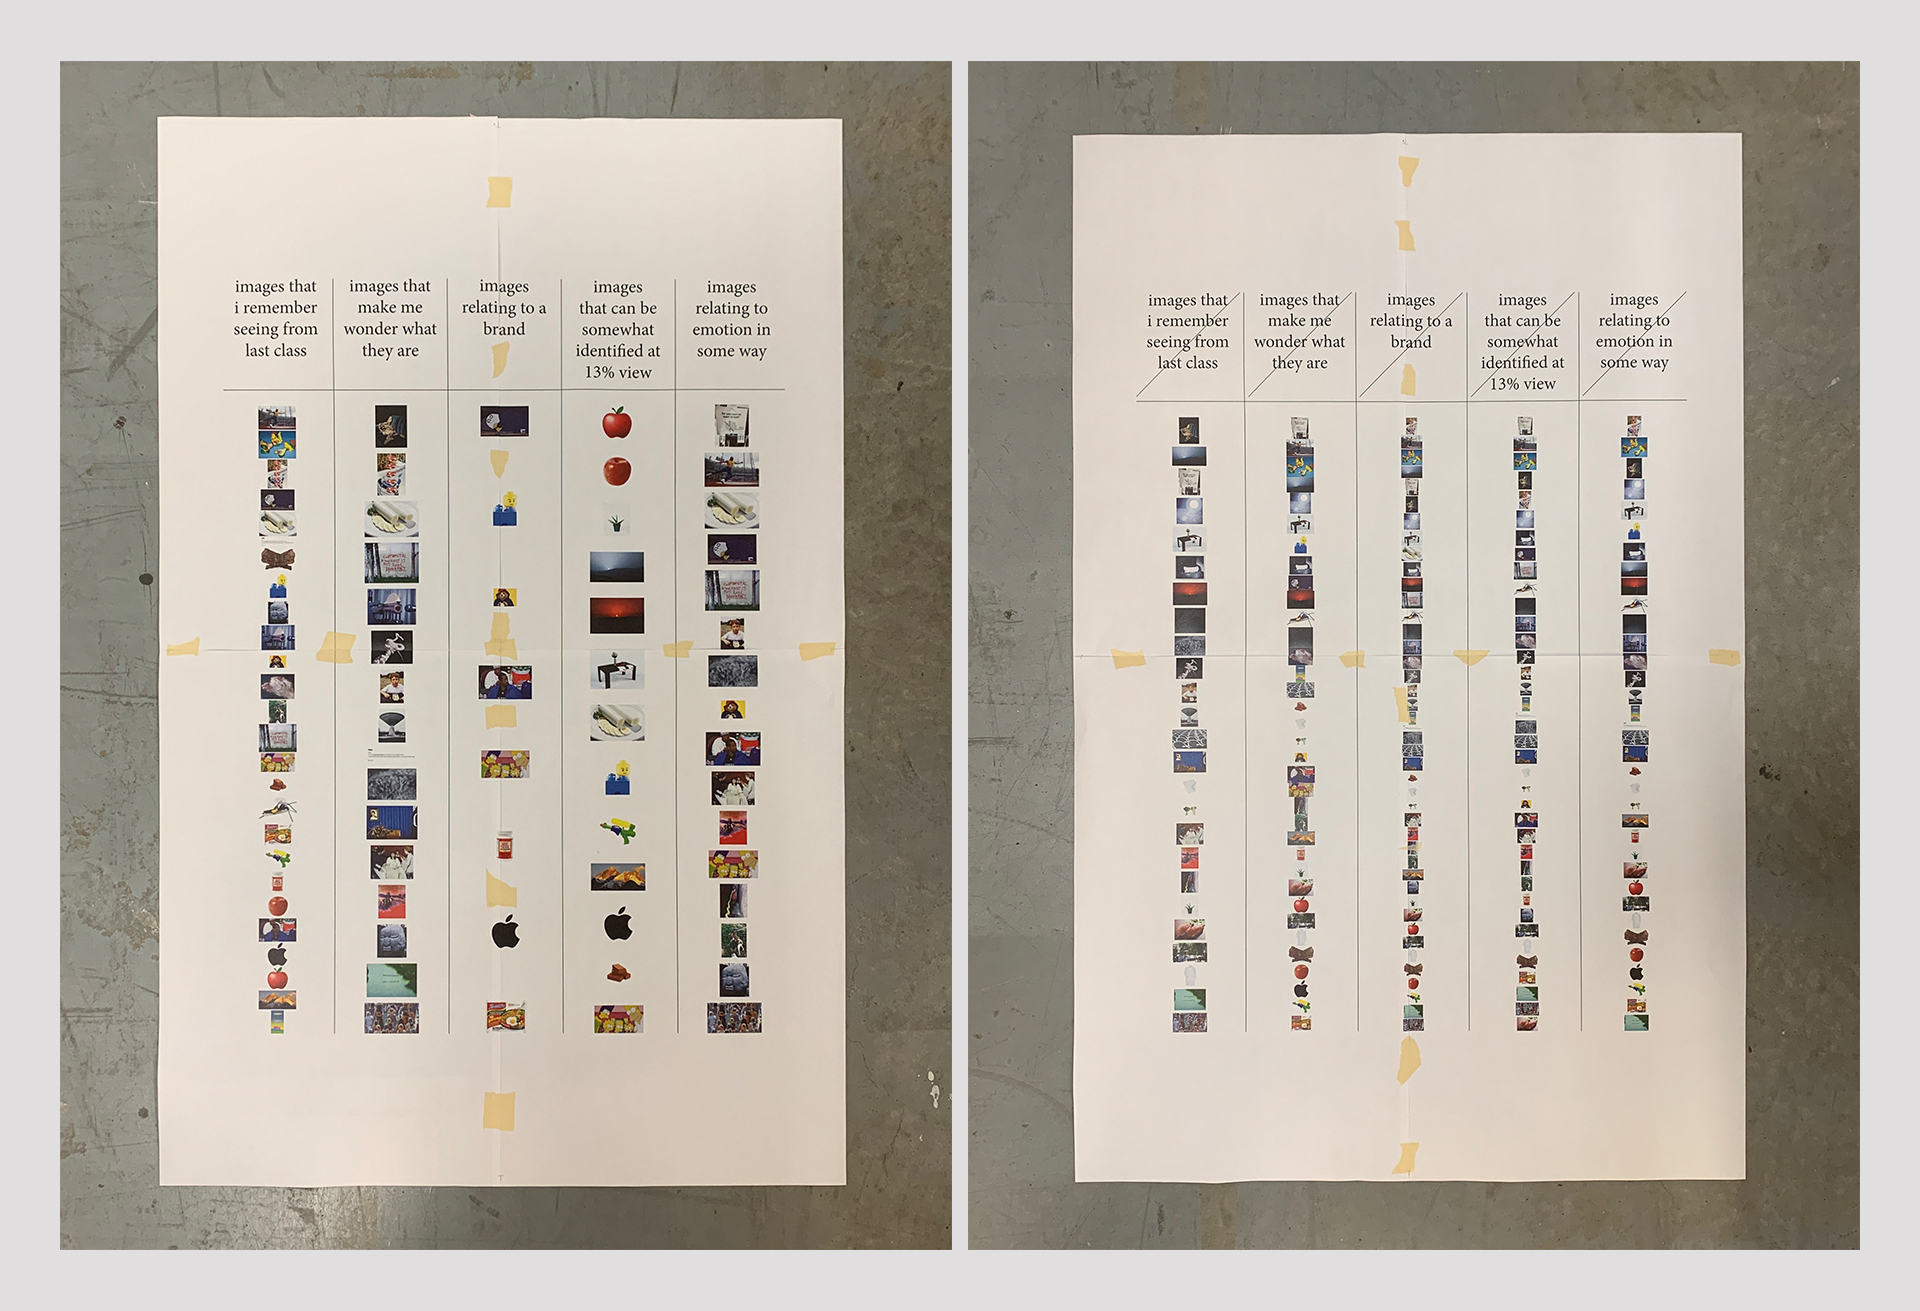 images that
i remember
seeing from
last class
images that
make me
wonder what
they are
images
relating to a
brand
images
that can be
somewhat
identified at
13% view
images
relating to
emotion in
some way
images that
i remember
seeing from
last class
images that
make me
wonder what
they are
images
relating to a
brand
images
that can be
somewhat
identified at
13% view
images
relating to
emotion in
some way